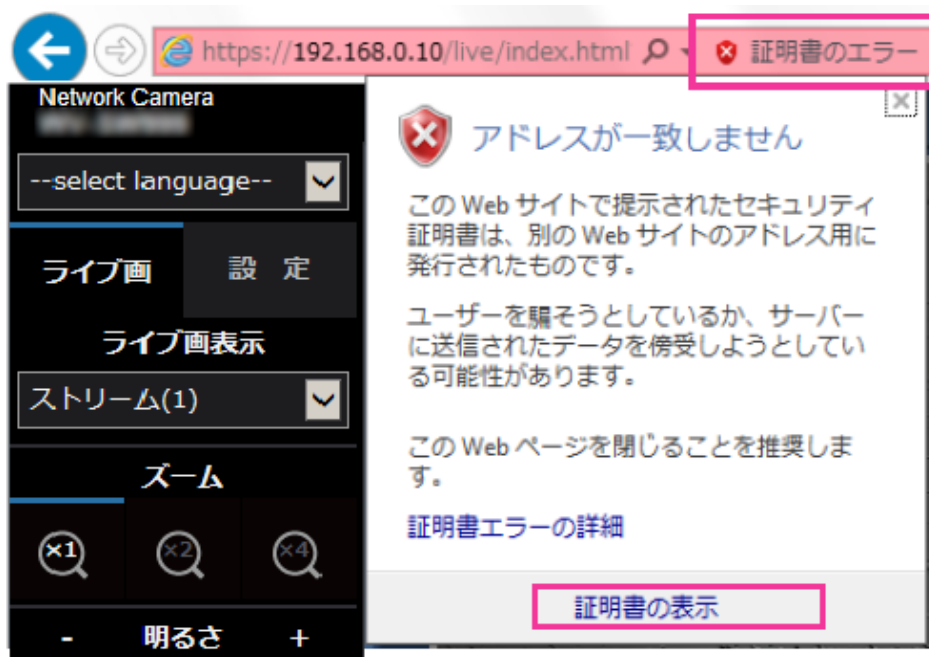 https://192.168.0.10/live/index.html
証明書のエラー
Network Camera
--select language--
ライブ画
設 定
ライブ画表示
ストリーム(1)
ズーム
×1
×2
×4
- 明るさ +
アドレスが一致しません
この Web サイトで提示されたセキュリティ
証明書は、別の Web サイトのアドレス用に
発行されたものです。
ユーザーを騙そうとしているか、サーバー
に送信されたデータを傍受しようとしてい
る可能性があります。
この Web ページを閉じることを推奨しま
す。
証明書エラーの詳細
証明書の表示